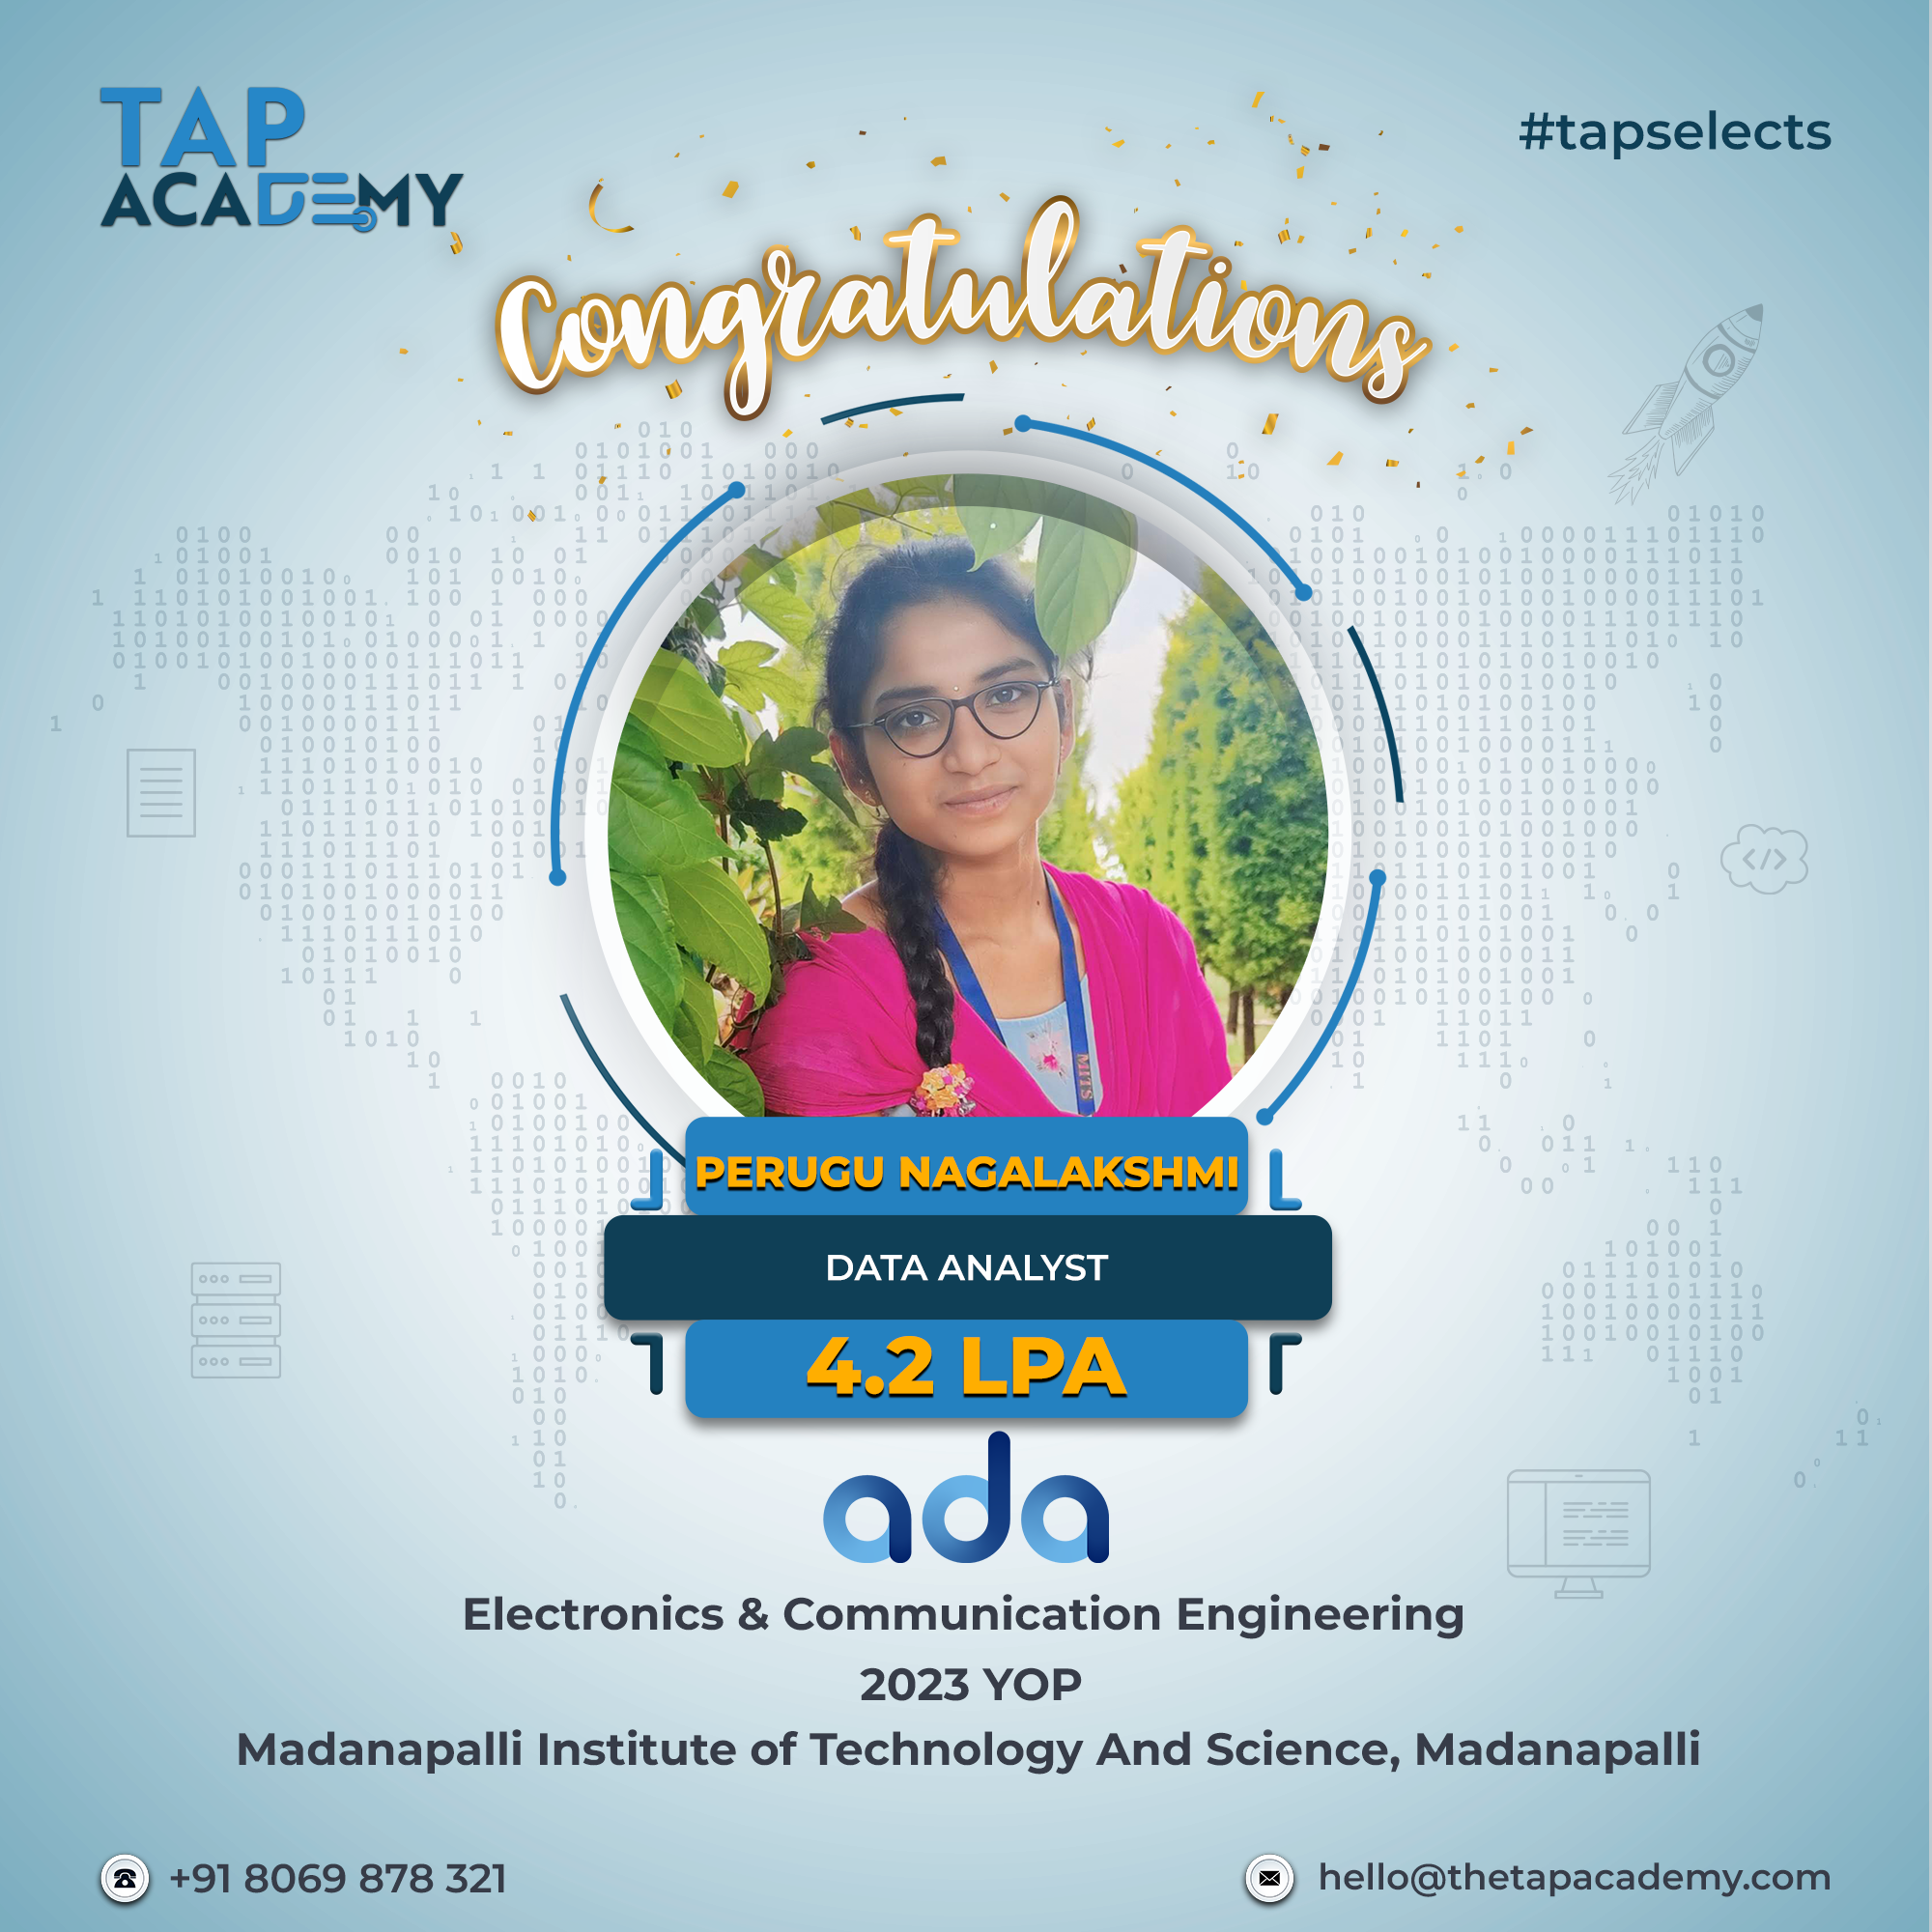 TAP
ACADEMY
#tapselects
Congratulations
MITS
PERUGU NAGALAKSHMI
DATA ANALYST
4.2 LPA
ada
Electronics & Communication Engineering
2023 YOP
Madanapalli Institute of Technology And Science, Madanapalli
+91 8069 878 321
hello@thetapacademy.com